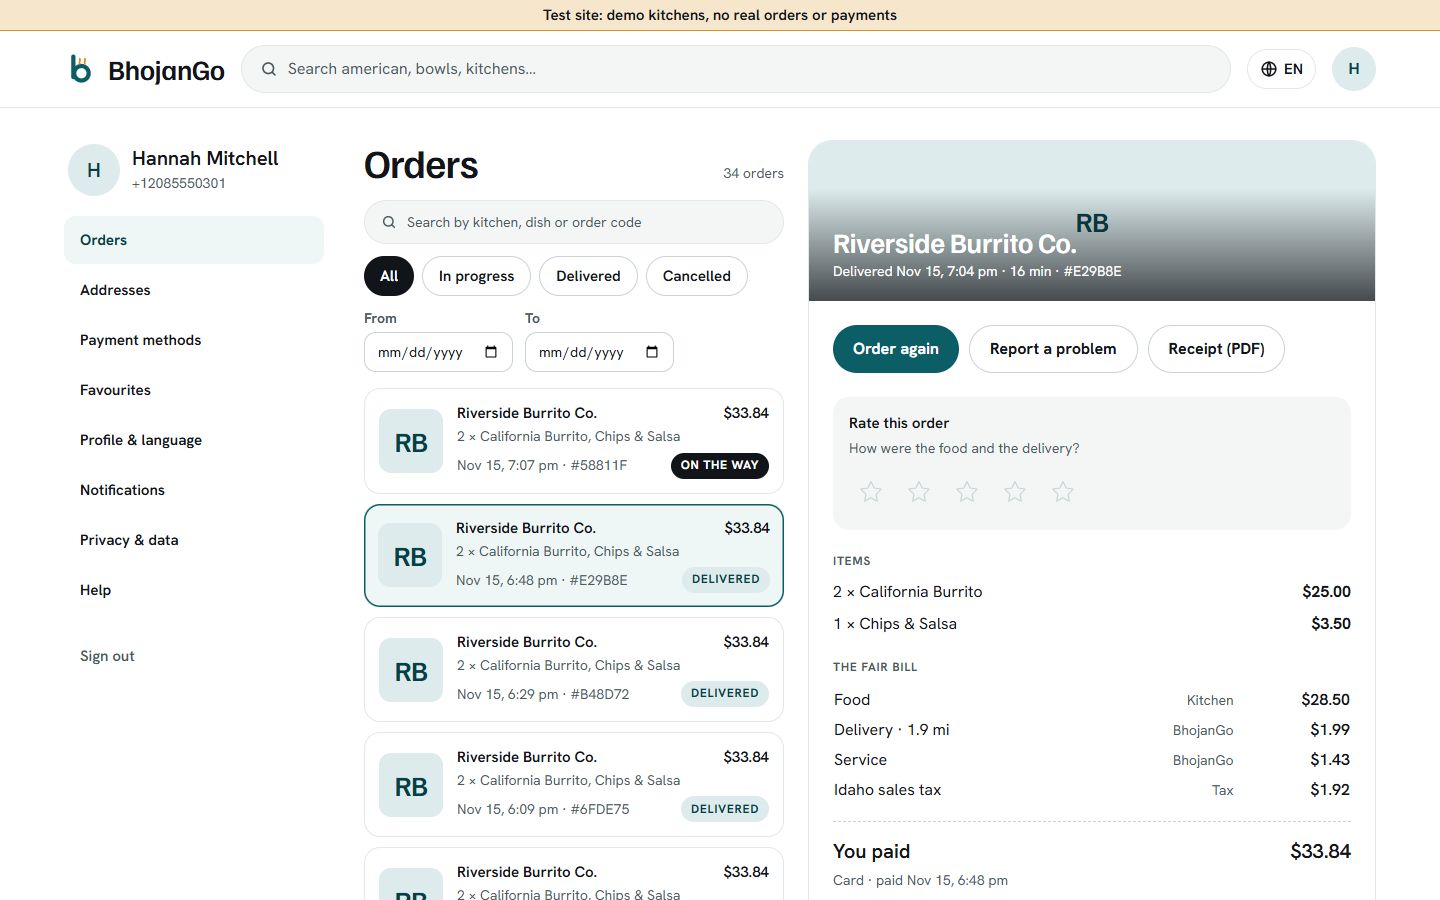 Test site: demo kitchens, no real orders or payments
BhojanGo
Search american, bowls, kitchens...
EN
H
H
Hannah Mitchell
+12085550301
Orders
Addresses
Payment methods
Favourites
Profile & language
Notifications
Privacy & data
Help
Sign out
Orders
34 orders
Search by kitchen, dish or order code
All
In progress
Delivered
Cancelled
From
To
mm/dd/yyyy
mm/dd/yyyy
RB
Riverside Burrito Co.
$33.84
2 × California Burrito, Chips & Salsa
Nov 15, 7:07 pm · #58811F
ON THE WAY
RB
Riverside Burrito Co.
$33.84
2 × California Burrito, Chips & Salsa
Nov 15, 6:48 pm · #E29B8E
DELIVERED
RB
Riverside Burrito Co.
$33.84
2 × California Burrito, Chips & Salsa
Nov 15, 6:29 pm · #B48D72
DELIVERED
RB
Riverside Burrito Co.
$33.84
2 × California Burrito, Chips & Salsa
Nov 15, 6:09 pm · #6FDE75
DELIVERED
RB
Riverside Burrito Co.
$33.84
2 × California Burrito, Chips & Salsa
RB
Riverside Burrito Co.
Delivered Nov 15, 7:04 pm · 16 min · #E29B8E
Order again
Report a problem
Receipt (PDF)
Rate this order
How were the food and the delivery?
ITEMS
2 × California Burrito
$25.00
1 × Chips & Salsa
$3.50
THE FAIR BILL
Food
Kitchen
$28.50
Delivery · 1.9 mi
BhojanGo
$1.99
Service
BhojanGo
$1.43
Idaho sales tax
Tax
$1.92
You paid
$33.84
Card · paid Nov 15, 6:48 pm